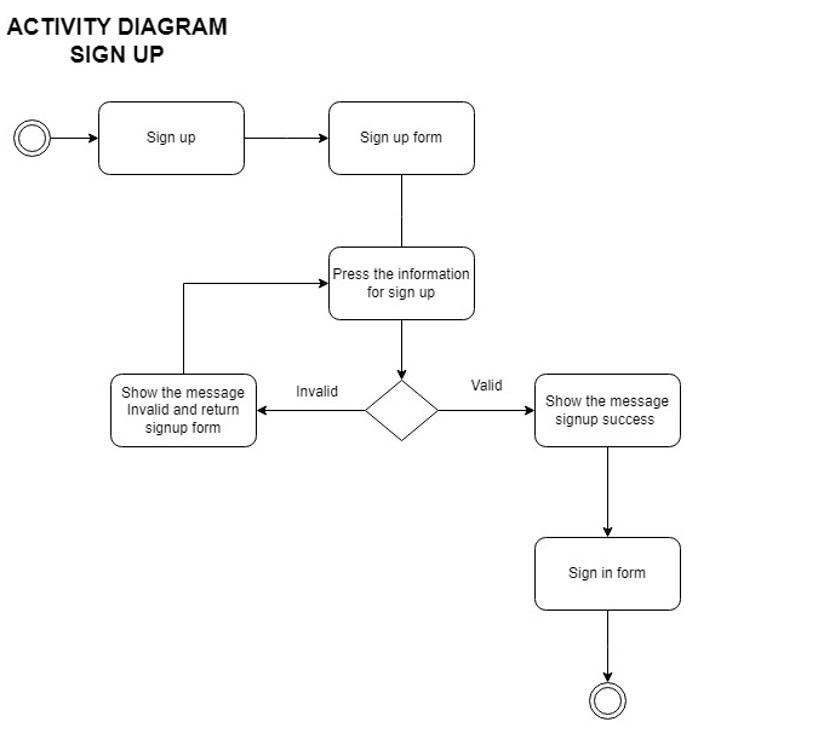 ACTIVITY DIAGRAM
SIGN UP
Sign up
Sign up form
Press the information
for sign up
Show the message
Invalid and return
signup form
Invalid
Valid
Show the message
signup success
Sign in form